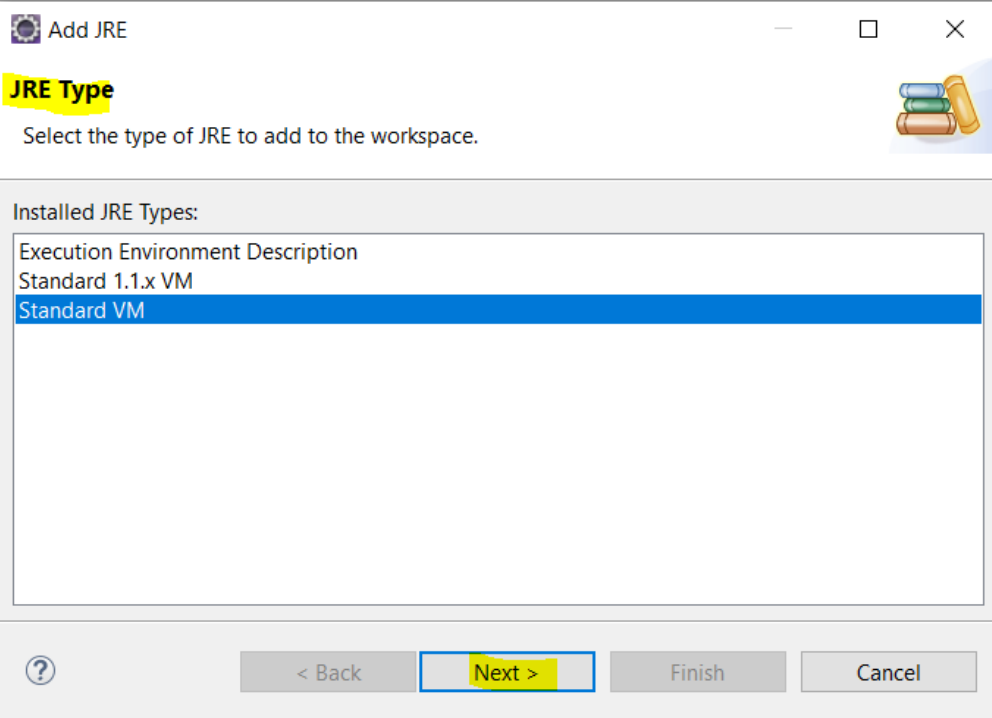 Add JRE
JRE Type
Select the type of JRE to add to the workspace.
Installed JRE Types:
Execution Environment Description
Standard 1.1.x VM
Standard VM
?
< Back
Next >
Finish
Cancel